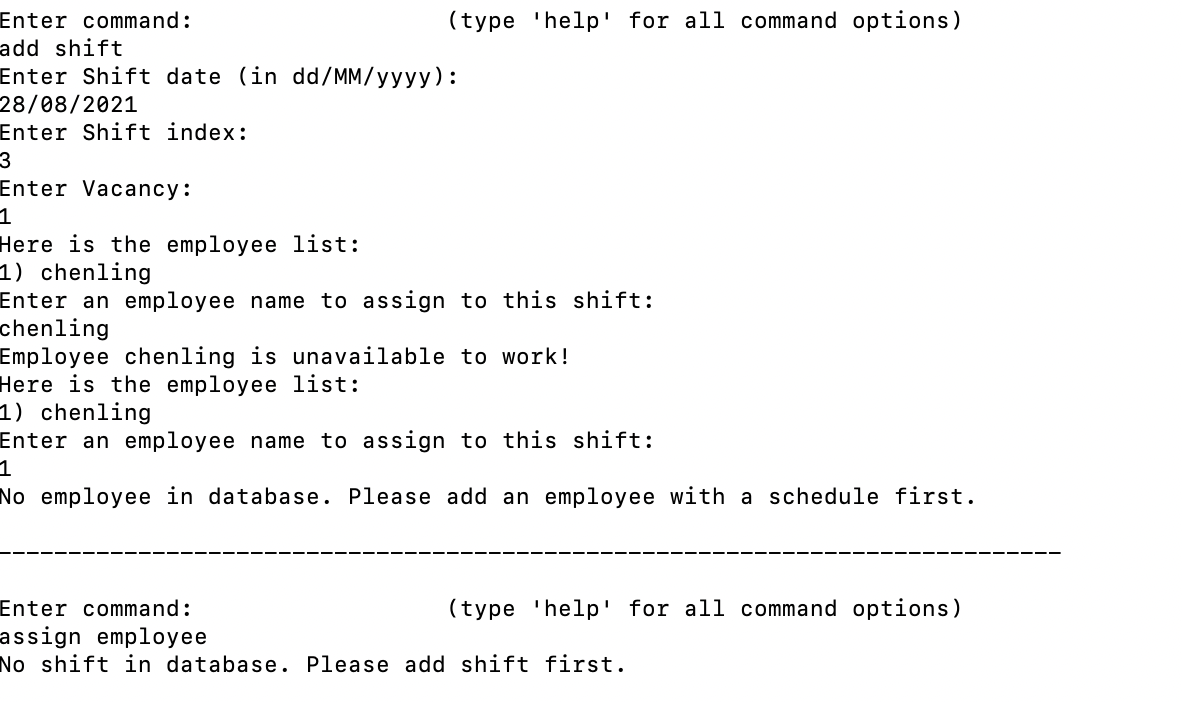 Enter command:                  (type 'help' for all command options)
add shift
Enter Shift date (in dd/MM/yyyy):
28/08/2021
Enter Shift index:
3
Enter Vacancy:
1
Here is the employee list:
1) chenling
Enter an employee name to assign to this shift:
chenling
Employee chenling is unavailable to work!
Here is the employee list:
1) chenling
Enter an employee name to assign to this shift:
1
No employee in database. Please add an employee with a schedule first.
____________________________________________________________________________
Enter command:                  (type 'help' for all command options)
assign employee
No shift in database. Please add shift first.